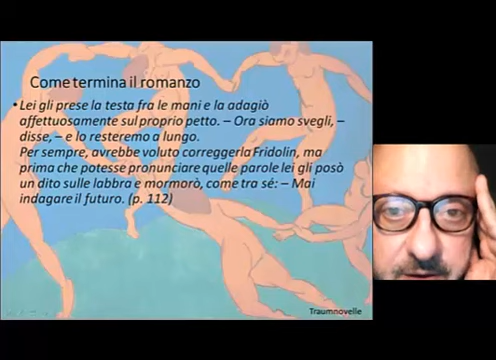 Come termina il romanzo
• Lei gli prese la testa fra le mani e la adagiò
affettuosamente sul proprio petto. – Ora siamo svegli, –
disse, – e lo resteremo a lungo.
Per sempre, avrebbe voluto correggerla Fridolin, ma
prima che potesse pronunciare quelle parole lei gli posò
un dito sulle labbra e mormorò, come tra sé: – Mai
indagare il futuro. (p. 112)
Traumnovelle